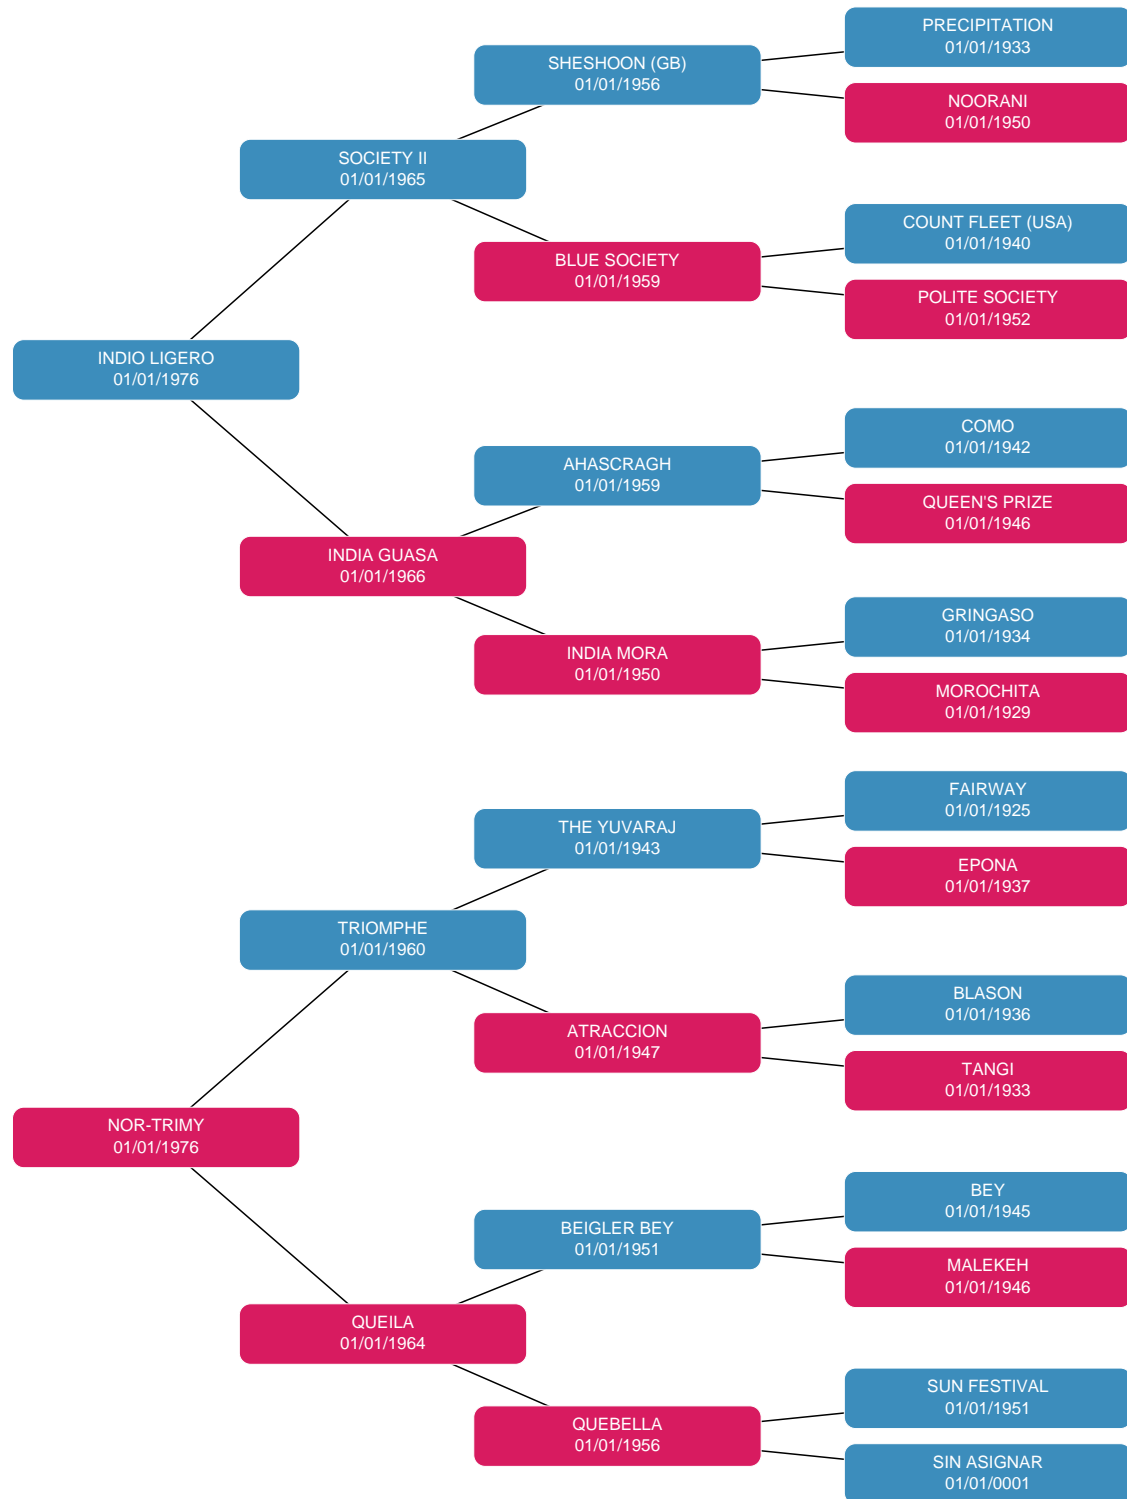 PRECIPITATION
01/01/1933
SHESHOON (GB)
01/01/1956
NOORANI
01/01/1950
SOCIETY II
01/01/1965
COUNT FLEET (USA)
01/01/1940
BLUE SOCIETY
01/01/1959
POLITE SOCIETY
01/01/1952
INDIO LIGERO
01/01/1976
COMO
01/01/1942
AHASCRAGH
01/01/1959
QUEEN'S PRIZE
01/01/1946
INDIA GUASA
01/01/1966
GRINGASO
01/01/1934
INDIA MORA
01/01/1950
MOROCHITA
01/01/1929
FAIRWAY
01/01/1925
THE YUVARAJ
01/01/1943
EPONA
01/01/1937
TRIOMPHE
01/01/1960
BLASON
01/01/1936
ATRACCION
01/01/1947
TANGI
01/01/1933
NOR-TRIMY
01/01/1976
BEY
01/01/1945
BEIGLER BEY
01/01/1951
MALEKEH
01/01/1946
QUEILA
01/01/1964
SUN FESTIVAL
01/01/1951
QUEBELLA
01/01/1956
SIN ASIGNAR
01/01/0001